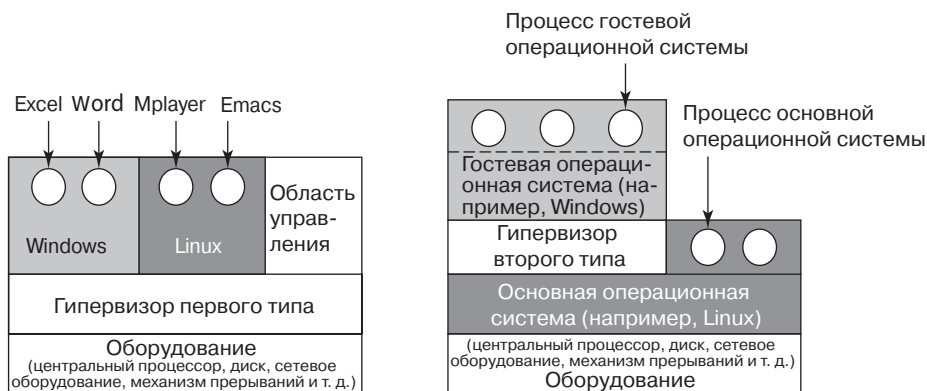 Excel Word Mplayer Emacs
Windows
Linux
Область
управ-
ления
Гипервизор первого типа
Оборудование
(центральный процессор, диск, сетевое
оборудование, механизм прерываний и т. д.)
Процесс гостевой
операционной системы
Процесс основной
операционной системы
Гостевая операци-
онная система (на-
пример, Windows)
Гипервизор
второго типа
Основная операционная
система (например, Linux)
(центральный процессор, диск, сетевое
оборудование, механизм прерываний и т. д.)
Оборудование